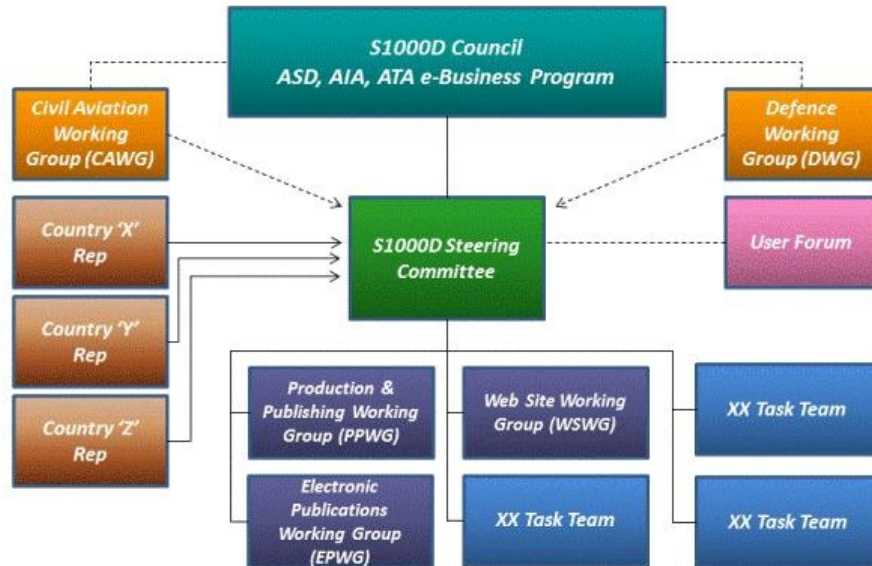 S1000D Council
ASD, AIA, ATA e-Business Program
Civil Aviation
Working
Group (CAWG)
Defence
Working
Group (DWG)
Country ‘X’
Rep
S1000D Steering
Committee
User Forum
Country ‘Y’
Rep
Country ‘Z’
Rep
Production &
Publishing Working
Group (PPWG)
Web Site Working
Group (WSWG)
XX Task Team
Electronic
Publications
Working Group
(EPWG)
XX Task Team
XX Task Team